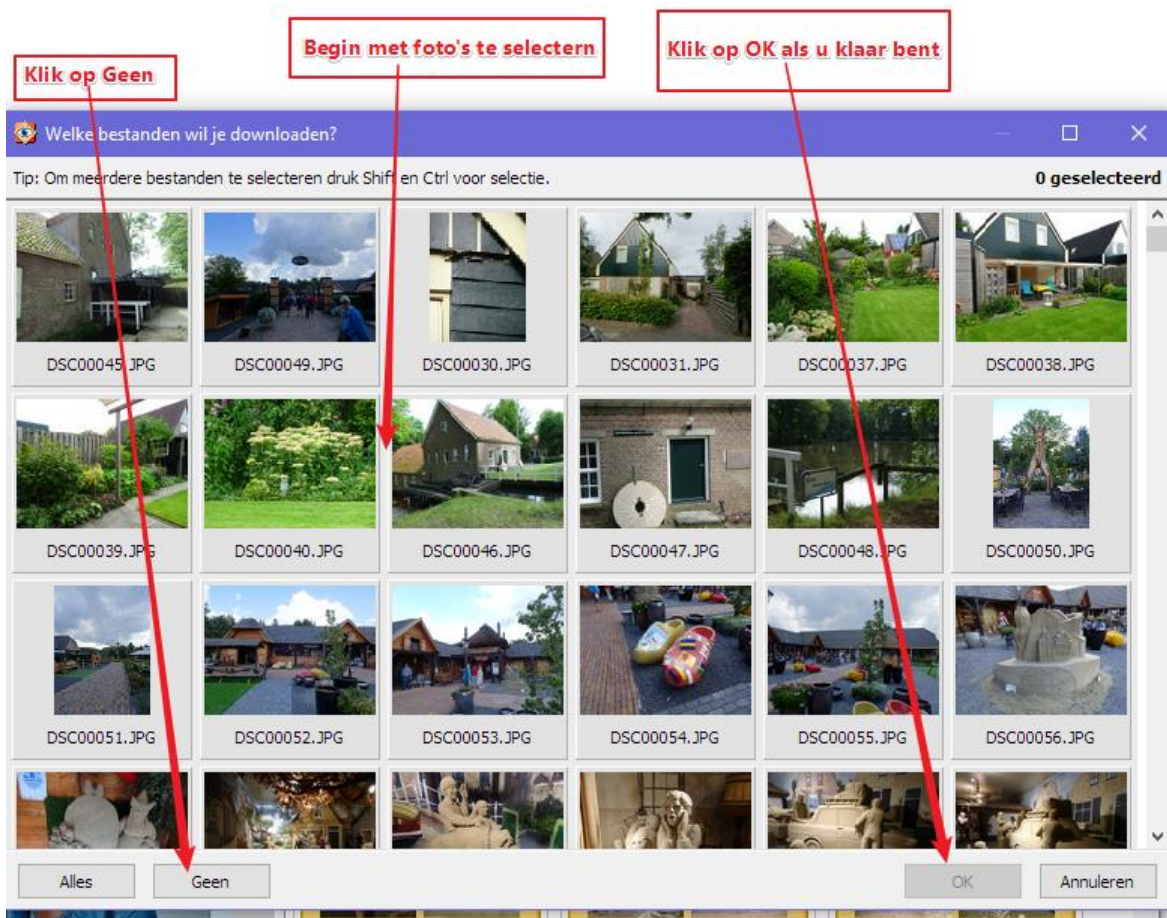 Begin met foto's te selectern
Klik op OK als u klaar bent
Klik op Geen
Welke bestanden wil je downloaden?
Tip: Om meerdere bestanden te selecteren druk Shift en Ctrl voor selectie.
0 geselecteerd
DSC00045.JPG
DSC00049.JPG
DSC00030.JPG
DSC00031.JPG
DSC00037.JPG
DSC00038.JPG
DSC00039.JPG
DSC00040.JPG
DSC00046.JPG
DSC00047.JPG
DSC00048.JPG
DSC00050.JPG
DSC00051.JPG
DSC00052.JPG
DSC00053.JPG
DSC00054.JPG
DSC00055.JPG
DSC00056.JPG
Alles
Geen
OK
Annuleren